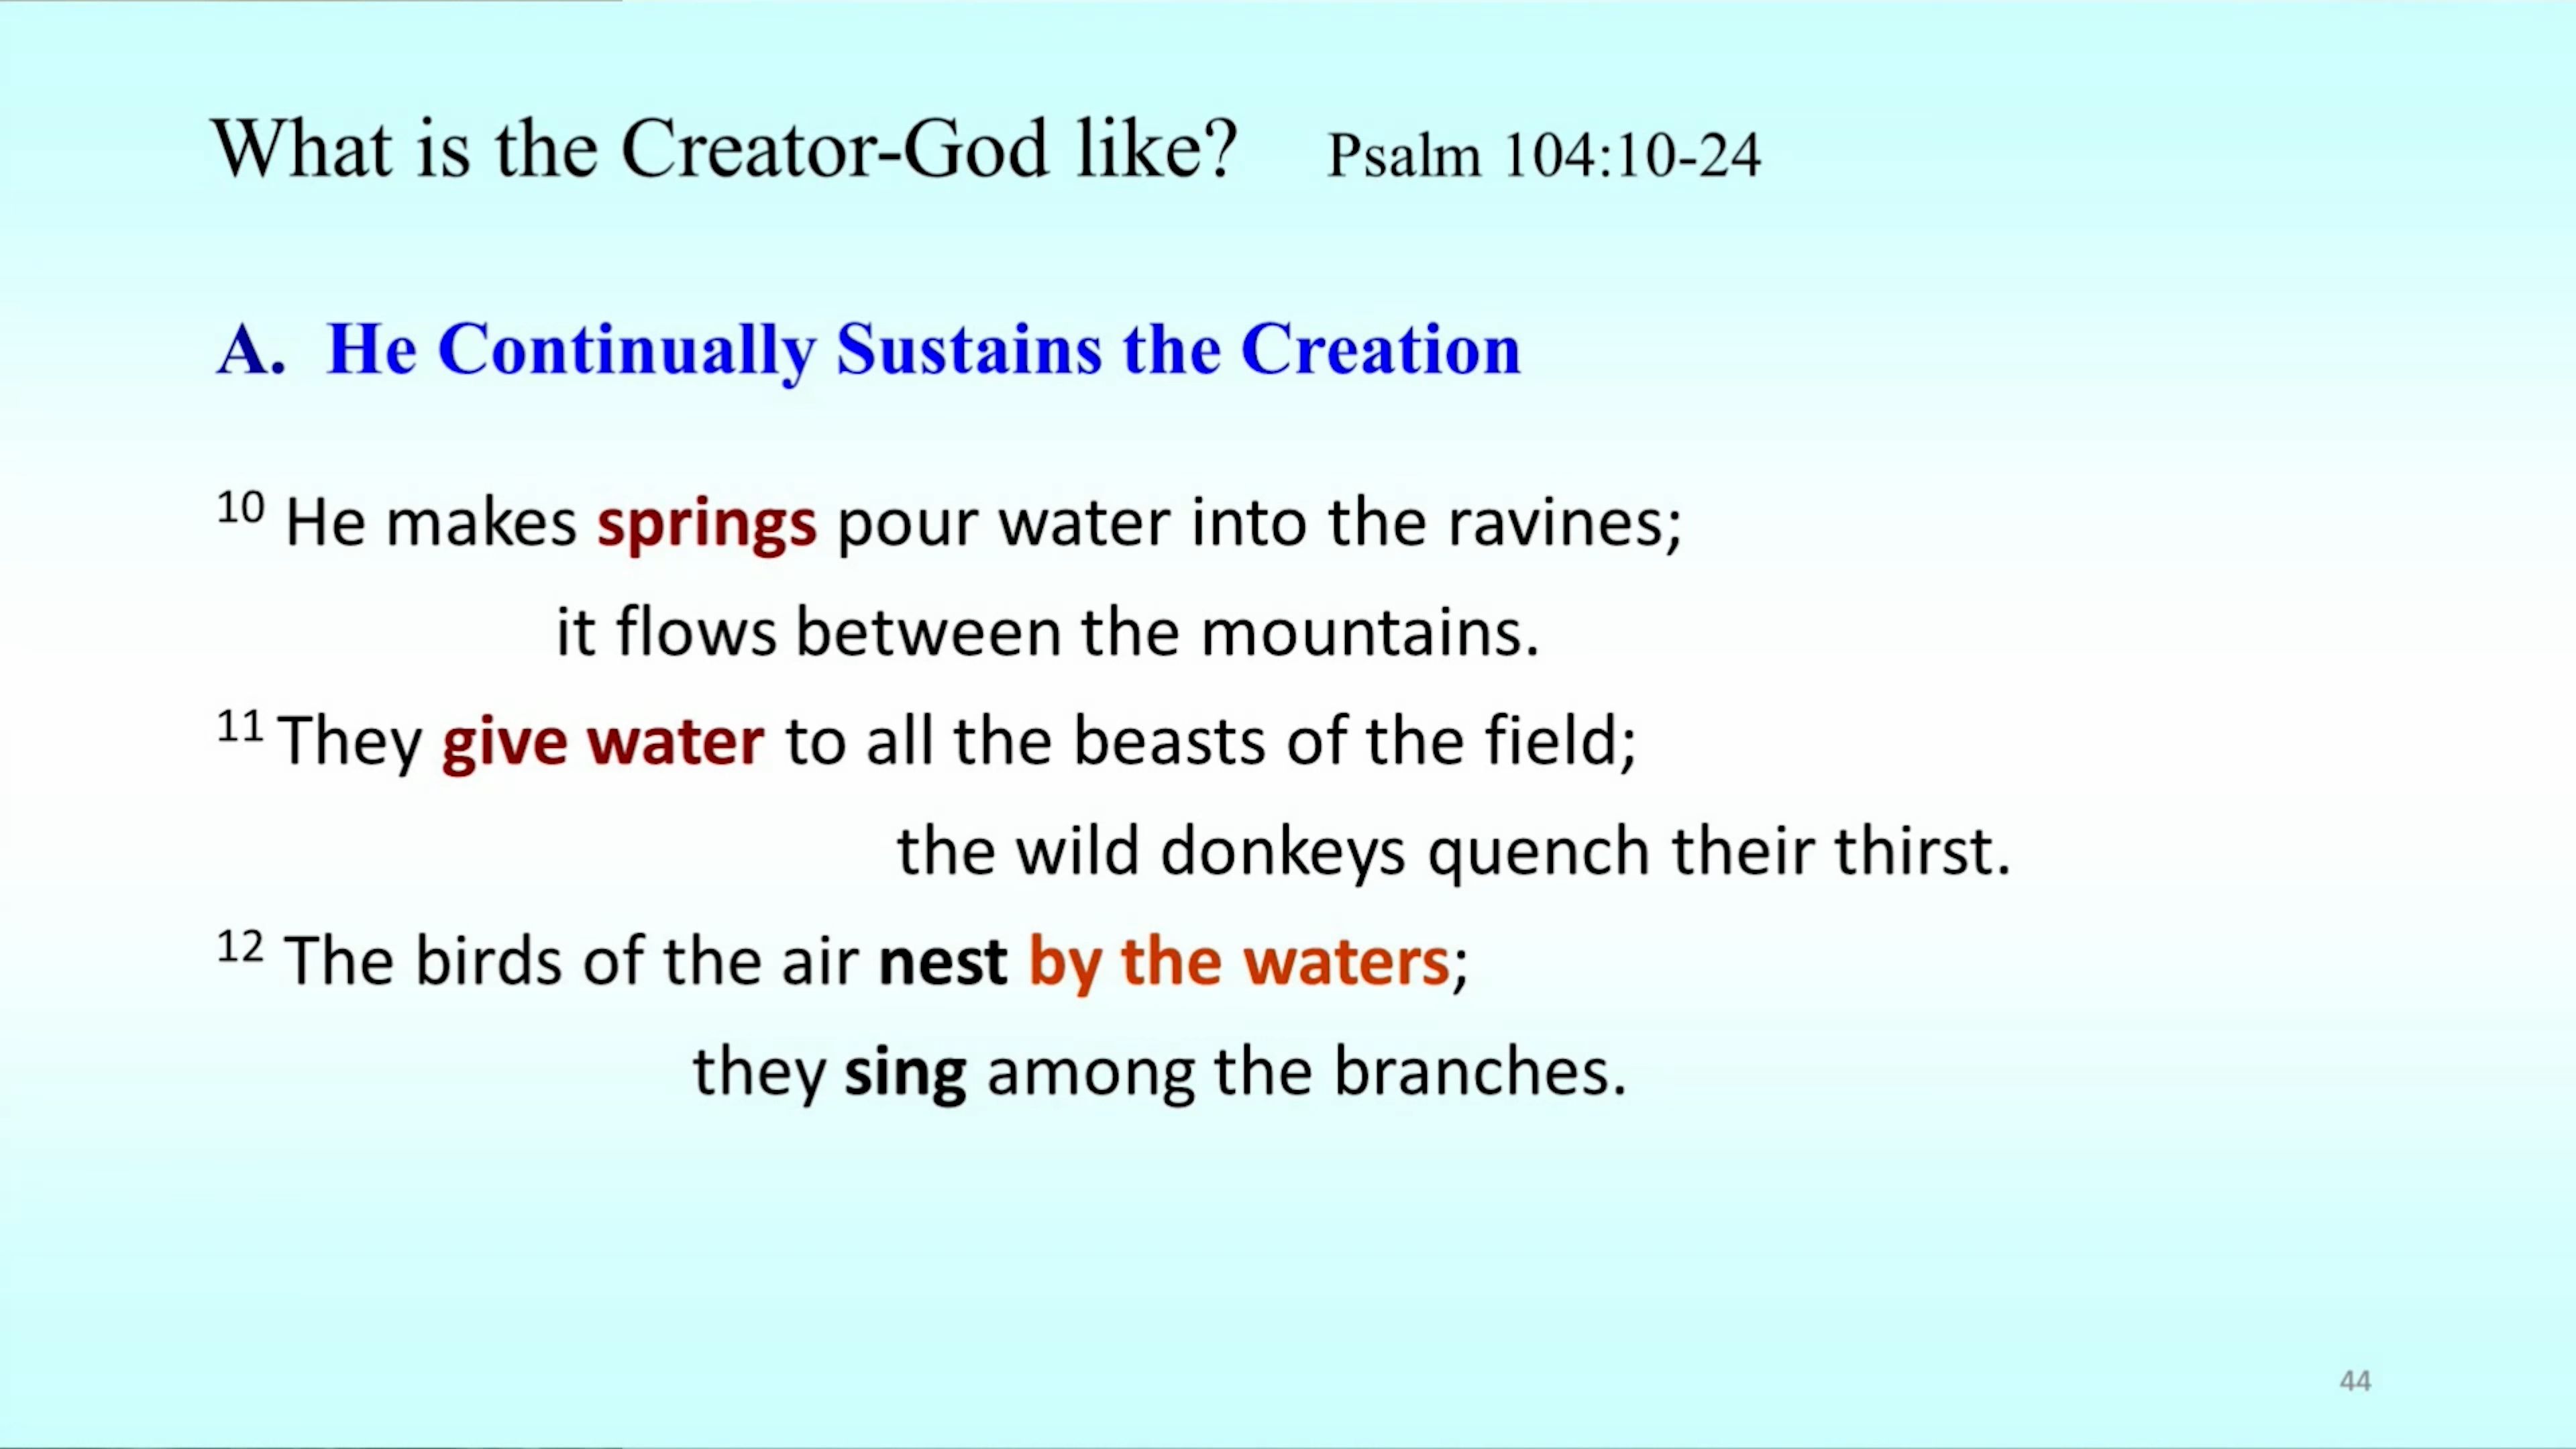 What is the Creator-God like? Psalm 104:10-24
A. He Continually Sustains the Creation
10 He makes springs pour water into the ravines;
it flows between the mountains.
11 They give water to all the beasts of the field;
the wild donkeys quench their thirst.
12 The birds of the air nest by the waters;
they sing among the branches.
44